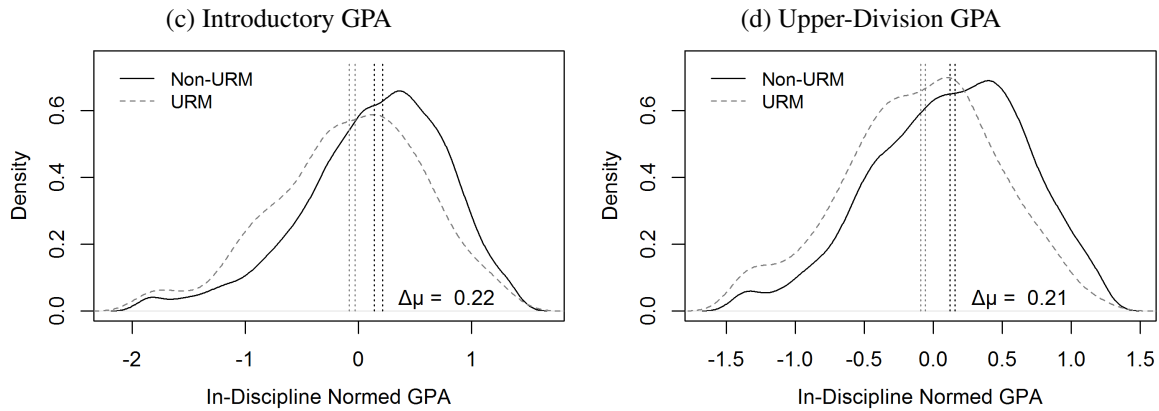 (c) Introductory GPA
Non-URM
URM
Density
0.0
0.2
0.4
0.6
-2
-1
0
1
Δμ = 0.22
In-Discipline Normed GPA
(d) Upper-Division GPA
Non-URM
URM
Density
0.0
0.2
0.4
0.6
-1.5
-1.0
-0.5
0.0
0.5
1.0
1.5
Δμ = 0.21
In-Discipline Normed GPA